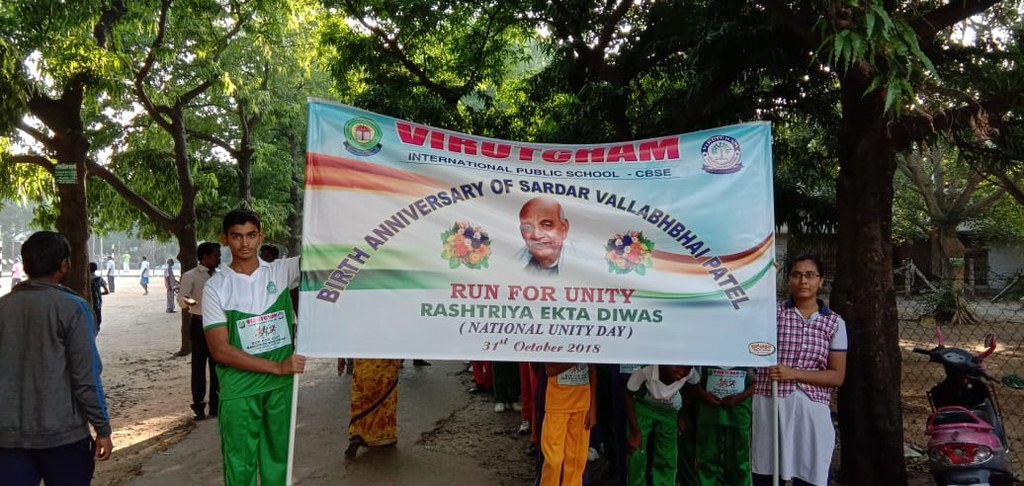 VIRUTCHAM
INTERNATIONAL PUBLIC SCHOOL - CBSE
BIRTH ANNIVERSARY OF SARDAR VALLABHBHAI PATEL
RUN FOR UNITY
RASHTRIYA EKTA DIWAS
( NATIONAL UNITY DAY )
31st October 2018